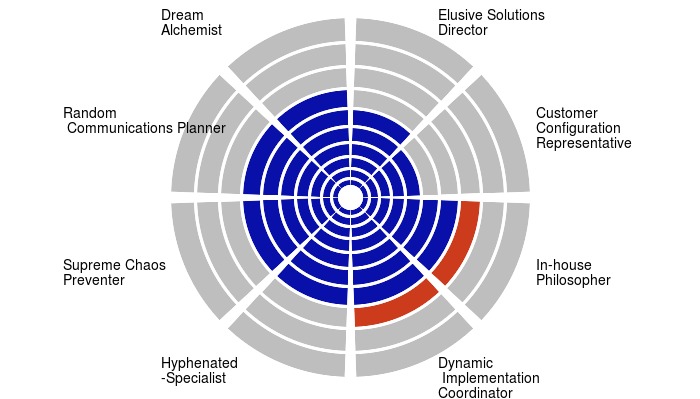 Dream
Alchemist
Elusive Solutions
Director
Random
Communications Planner
Customer
Configuration
Representative
Supreme Chaos
Preventer
In-house
Philosopher
Hyphenated
-Specialist
Dynamic
Implementation
Coordinator